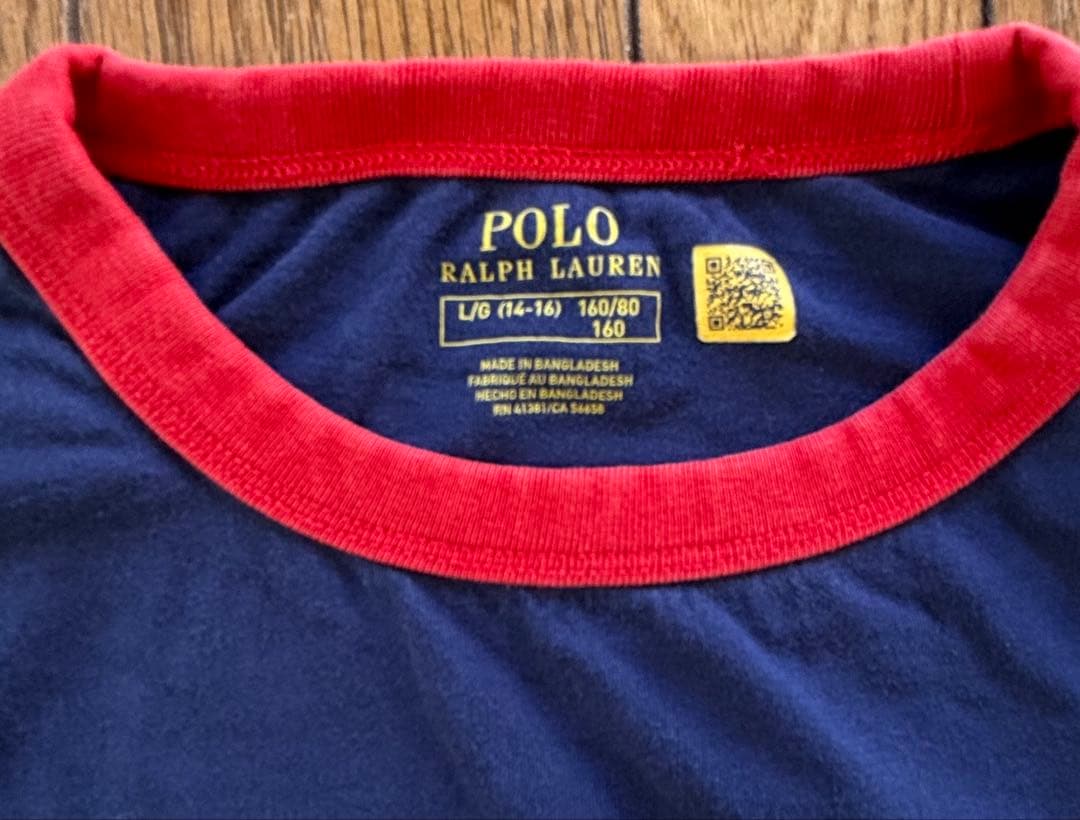 POLO
RALPH LAUREN
L/G (14-16) 160/80
160
MADE IN BANGLADESH
FABRIQUÉ AU BANGLADESH
HECHO EN BANGLADESH
RN 41381/CA 56658